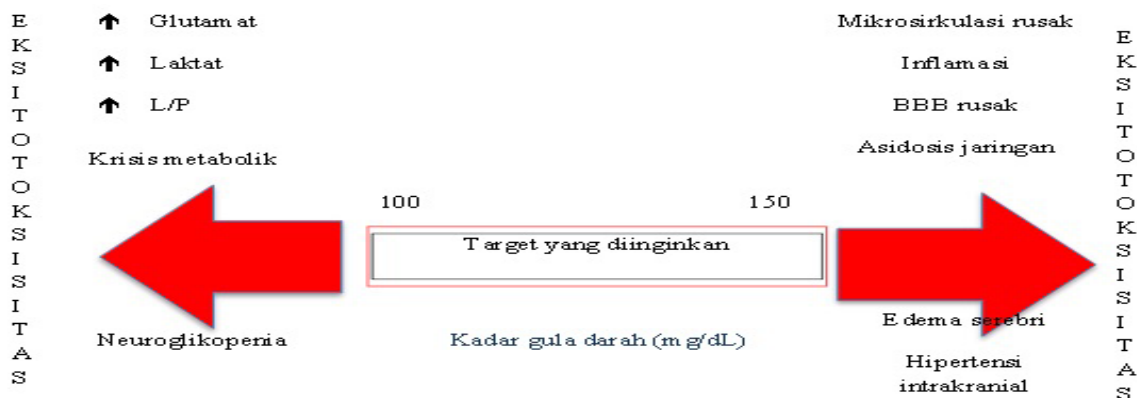 EKSITOTOKSISITAS
↑ Glutamat
↑ Laktat
↑ L/P
Krisis metabolik
Neuroglikopenia
100
150
Target yang diinginkan
Kadar gula darah (mg/dL)
Mikrosirkulasi rusak
Inflamasi
BBB rusak
Asidosis jaringan
Edema serebri
Hipertensi
intrakranial
EKSITOTOKSISITAS